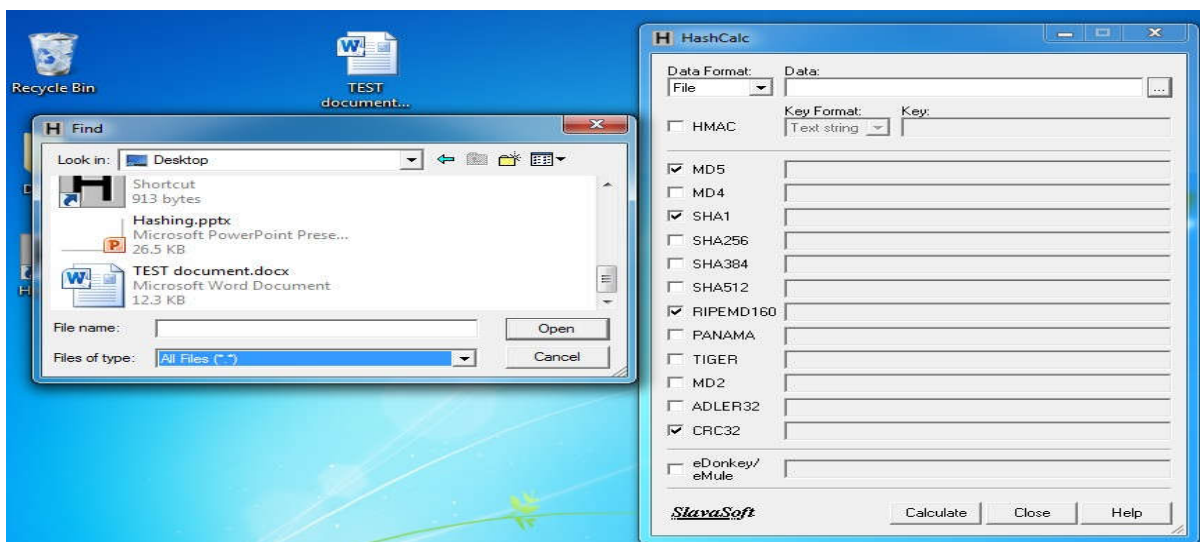 Recycle Bin
TEST
document...
H Find
Look in: Desktop
Shortcut
913 bytes
Hashing.pptx
Microsoft PowerPoint Prese...
26.5 KB
TEST document.docx
Microsoft Word Document
12.3 KB
File name:
Open
Files of type: All Files (*.*)
Cancel
H HashCalc
Data Format: Data:
File
...
Key Format: Key:
HMAC
Text string
MD5
MD4
SHA1
SHA256
SHA384
SHA512
RIPEMD160
PANAMA
TIGER
MD2
ADLER32
CRC32
eDonkey/
eMule
SlavaSoft
Calculate
Close
Help